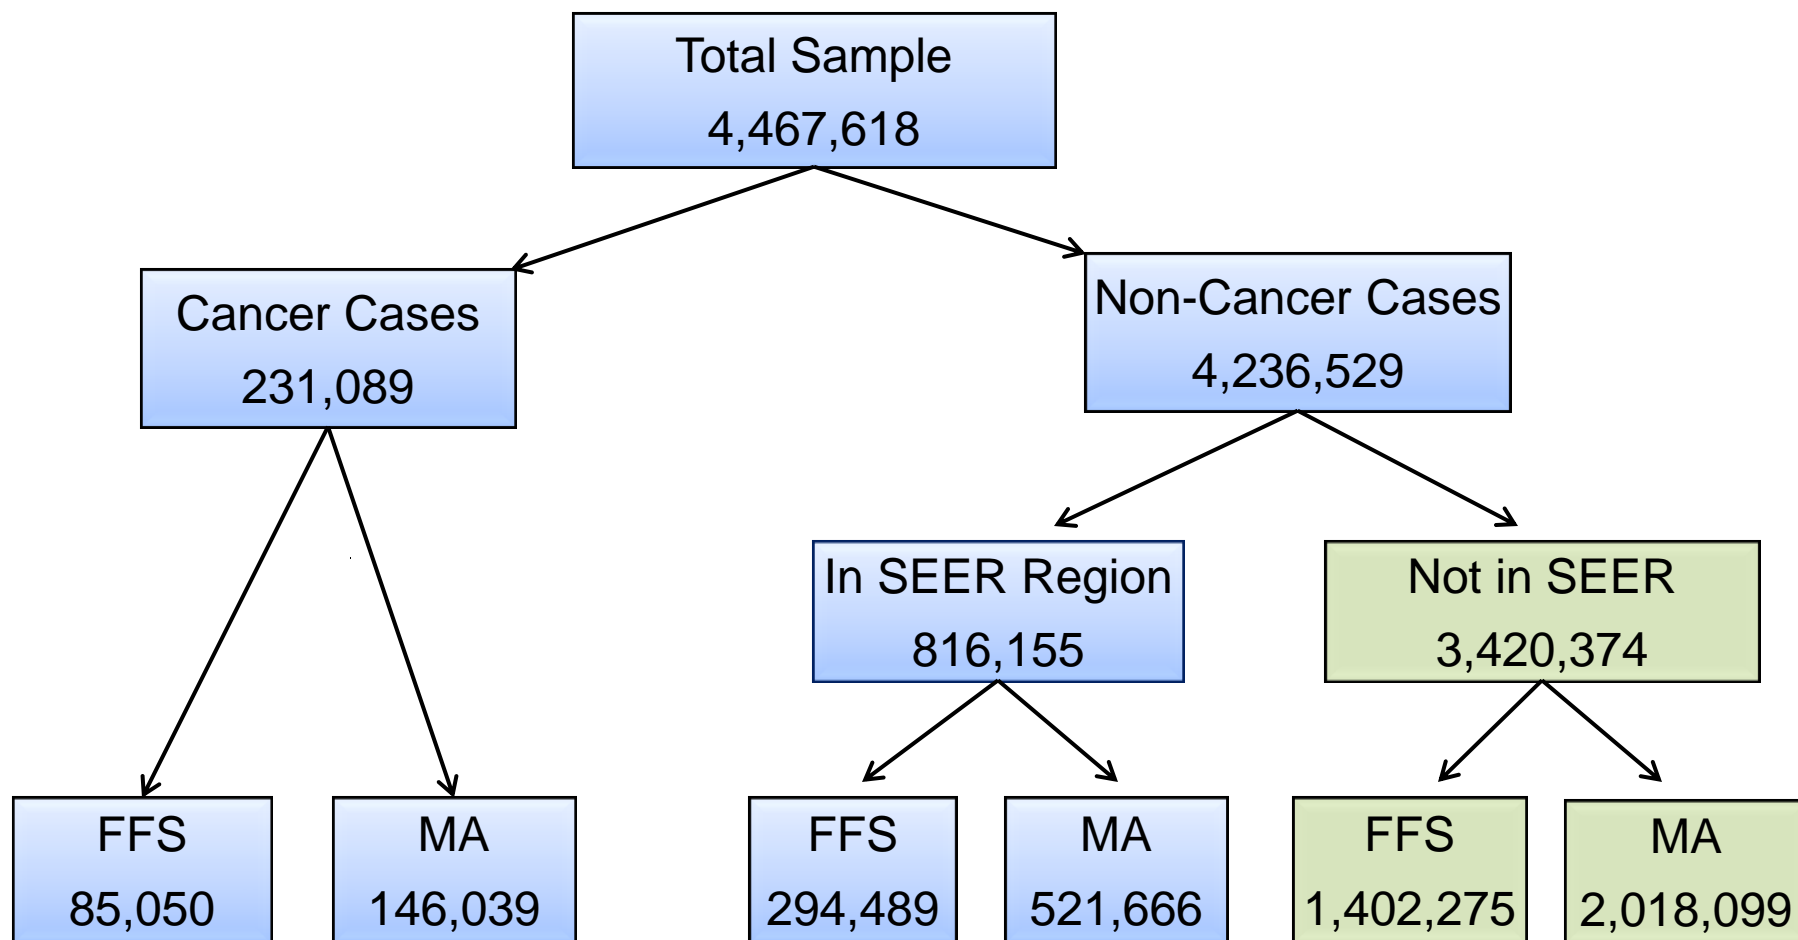 Total Sample
4,467,618
Cancer Cases
231,089
Non-Cancer Cases
4,236,529
In SEER Region
816,155
Not in SEER
3,420,374
FFS
85,050
MA
146,039
FFS
294,489
MA
521,666
FFS
1,402,275
MA
2,018,099